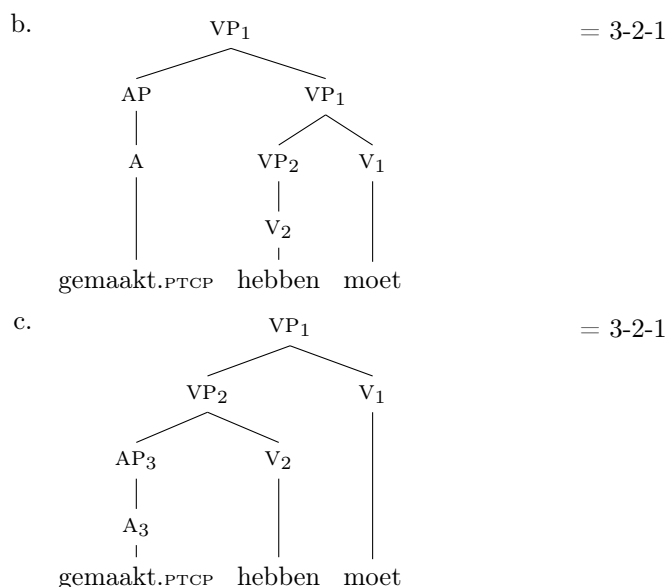 b. VP1 = 3-2-1
AP VP1
A VP2 V1
V2
gemaakt.PTCP hebben moet
c. VP1 = 3-2-1
VP2 V1
AP3 V2
A3
gemaakt.PTCP hebben moet